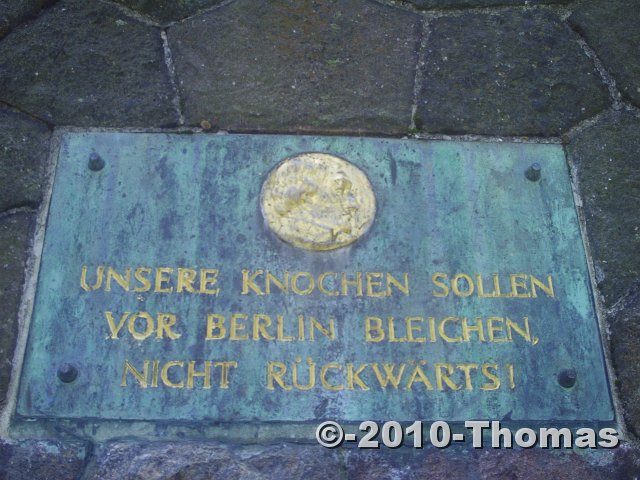 UNSERE KNOCHEN SOLLEN
VOR BERLIN BLEICHEN,
NICHT RÜCKWÄRTS!
©-2010-Thomas